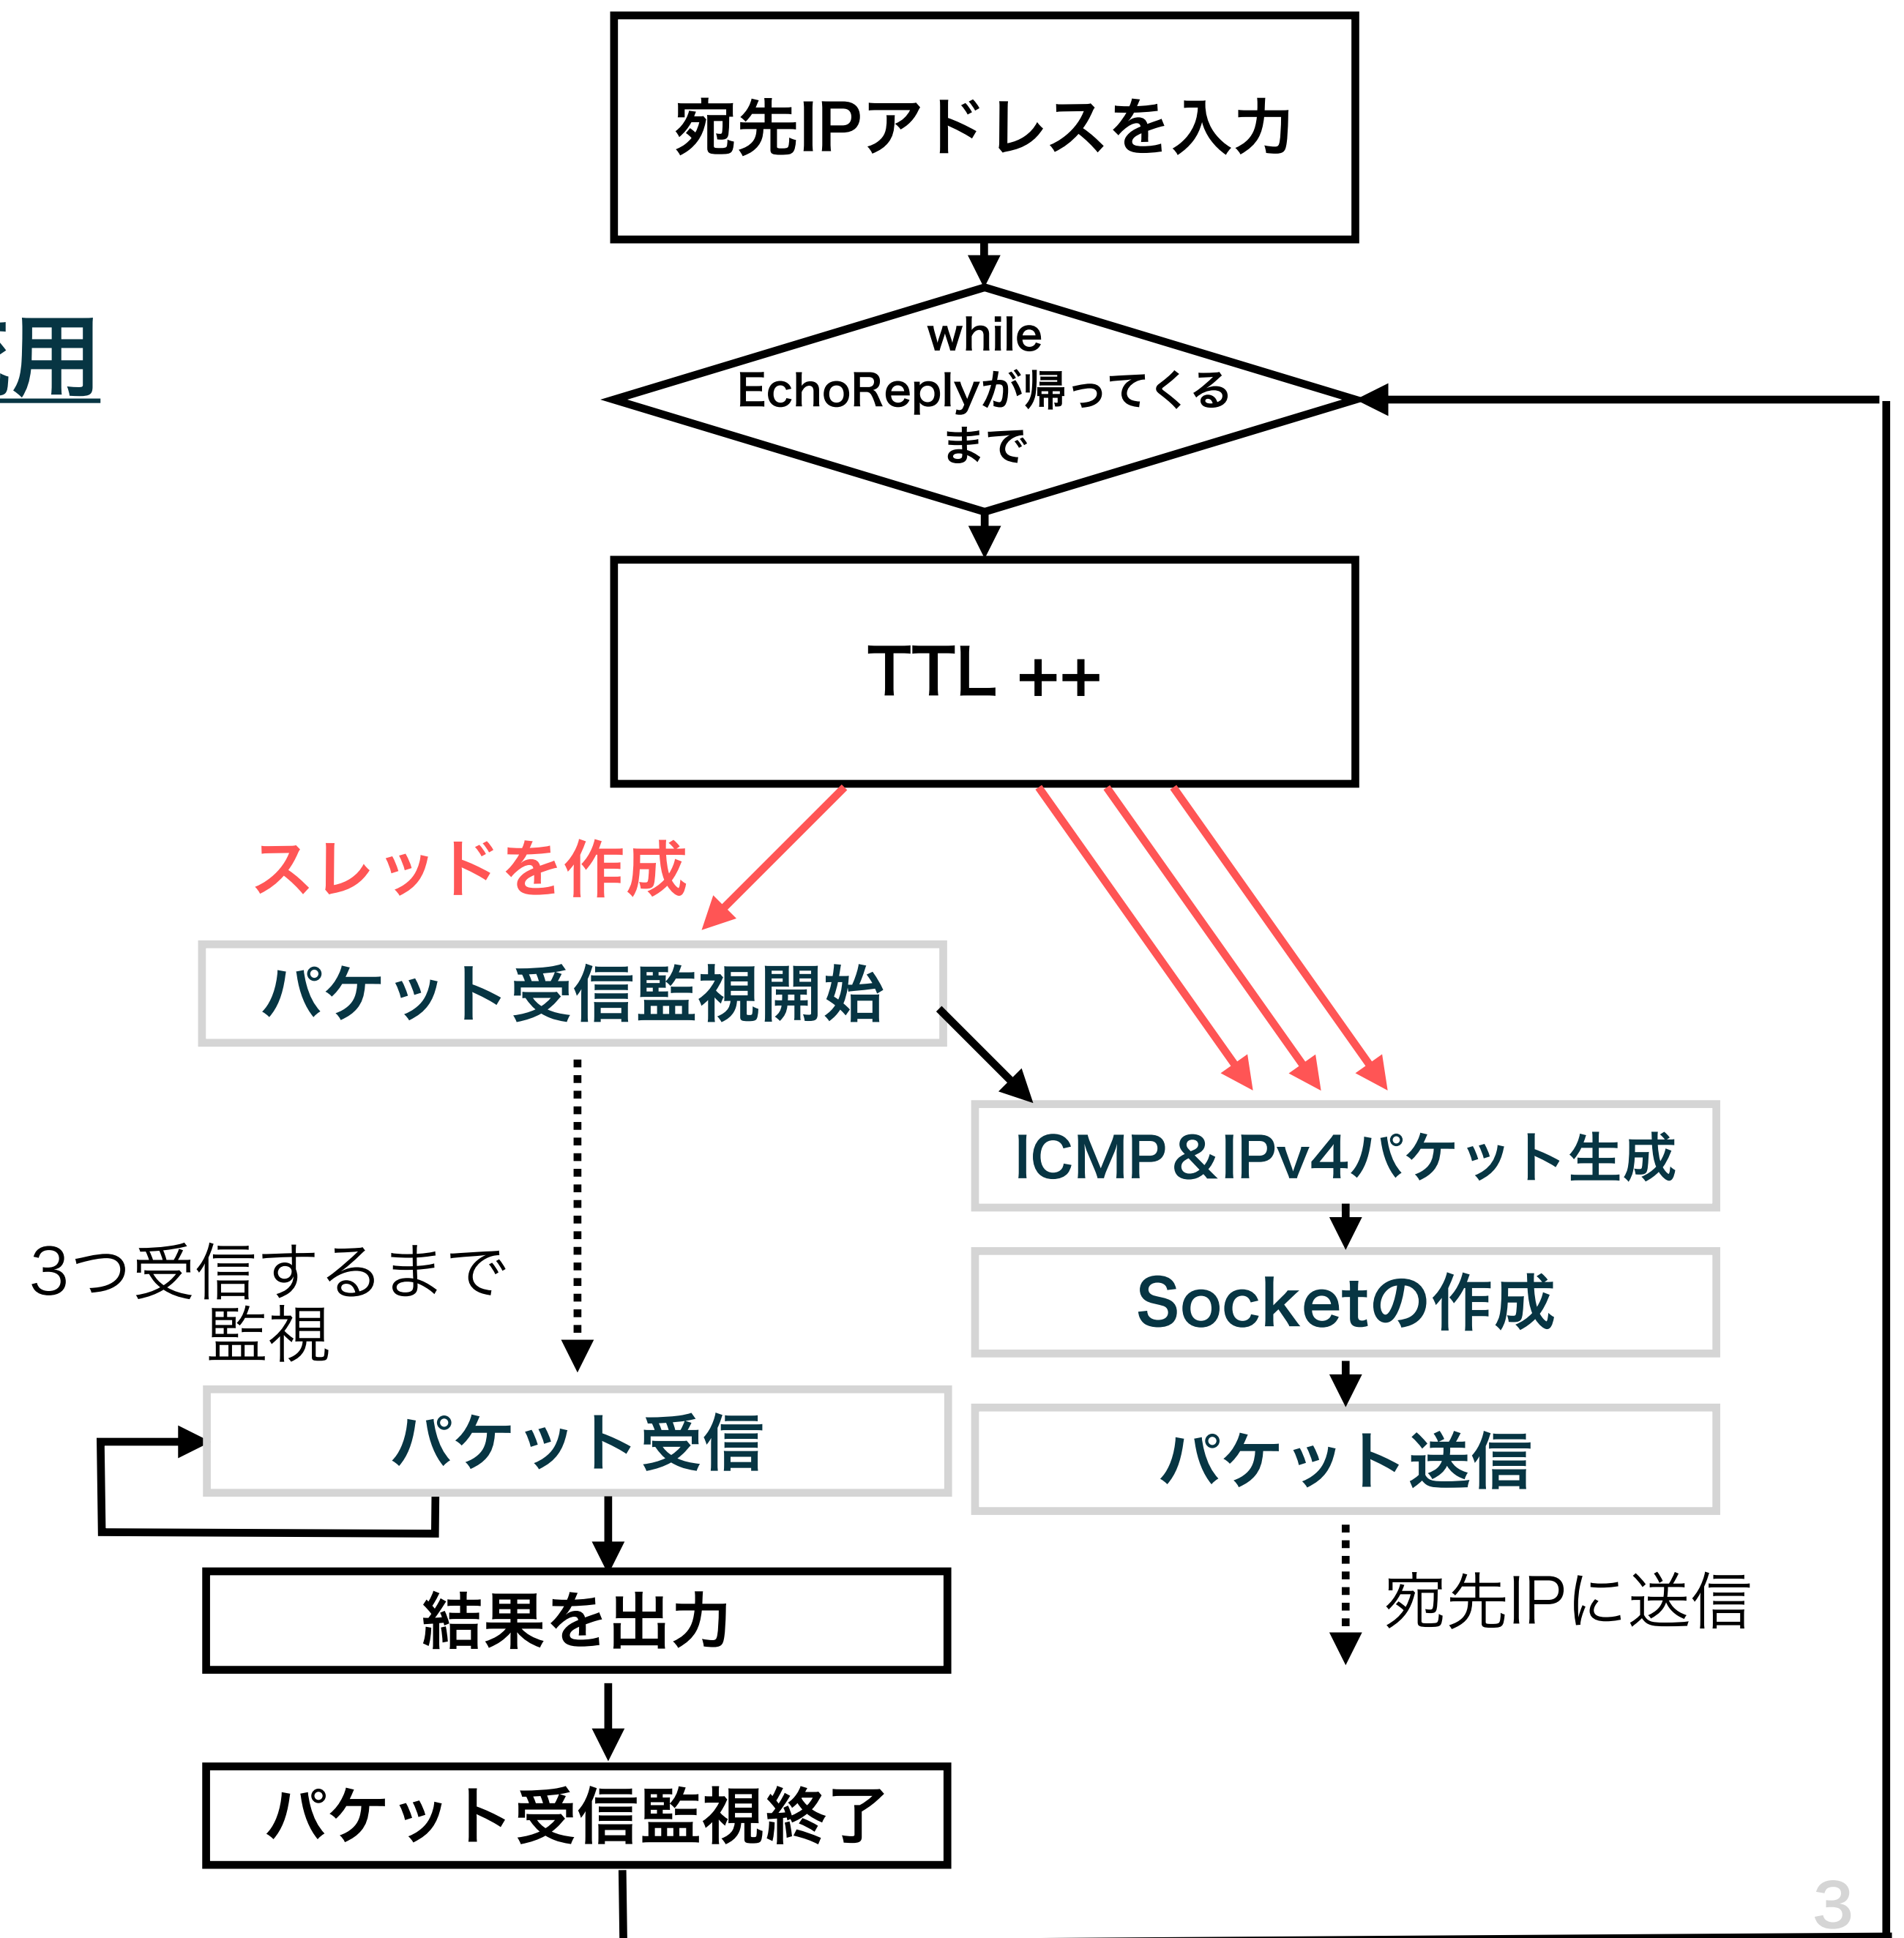 宛先IPアドレスを入力
while
EchoReplyが帰ってくる
まで
用
TTL ++
スレッドを作成
パケット受信監視開始
ICMP&IPv4パケット生成
3つ受信するまで
監視
Socketの作成
パケット受信
パケット送信
宛先IPに送信
結果を出力
パケット受信監視終了
3